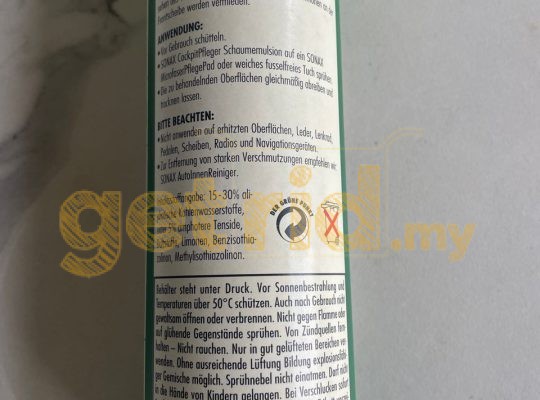 Frontscheibe werden vermieden.
ANWENDUNG:
• Vor Gebrauch schütteln.
• SONAX CockpitPfleger Schaumemulsion auf ein SONAX
MicrofaserPflegePad oder weiches fusselfreies Tuch sprühen.
• Die zu behandelnden Oberflächen gleichmäßig abreiben und
trocknen lassen.
BITTE BEACHTEN:
• Nicht anwenden auf erhitzten Oberflächen, Leder, Lenkrad,
Pedalen, Scheiben, Radios und Navigationsgeräten.
• Zur Entfernung von starken Verschmutzungen empfehlen wir
SONAX AutoInnenReiniger.
15-30% ali-
Kohlenwasserstoffe,
amphotere Tenside,
Limonen, Benzisothia-
zolinon, Methylisothiazolinon.
DER GRÜNE PUNKT
getrid.my
Behälter steht unter Druck. Vor Sonnenbestrahlung und
Temperaturen über 50°C schützen. Auch nach Gebrauch nicht
gewaltsam öffnen oder verbrennen. Nicht gegen Flamme oder
auf glühende Gegenstände sprühen. Von Zündquellen fern-
halten – Nicht rauchen. Nur in gut gelüfteten Bereichen ver-
wenden. Ohne ausreichende Lüftung Bildung explosionsfähi-
ger Gemische möglich. Sprühnebel nicht einatmen. Darf nicht
in die Hände von Kindern gelangen. Bei Verschlucken sofort